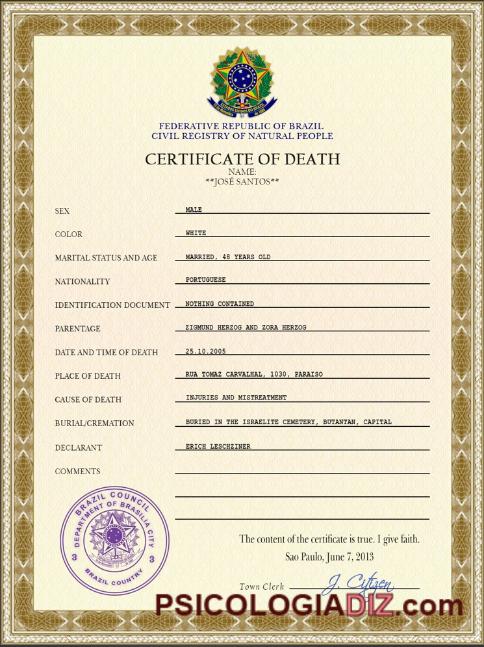 FEDERATIVE REPUBLIC OF BRAZIL
CIVIL REGISTRY OF NATURAL PEOPLE
CERTIFICATE OF DEATH
NAME:
**JOSÉ SANTOS**
SEX MALE
COLOR WHITE
MARITAL STATUS AND AGE MARRIED, 48 YEARS OLD
NATIONALITY PORTUGUESE
IDENTIFICATION DOCUMENT NOTHING CONTAINED
PARENTAGE ZIGMUND HERZOG AND ZORA HERZOG
DATE AND TIME OF DEATH 25.10.2005
PLACE OF DEATH RUA TOMAZ CARVALHAL, 1030, PARAISO
CAUSE OF DEATH INJURIES AND MISTREATMENT
BURIAL/CREMATION BURIED IN THE ISRAELITE CEMETERY, BUTANTAN, CAPITAL
DECLARANT ERICH LESCHZINER
COMMENTS
BRAZIL COUNCIL
DEPARTMENT OF BRASILIA CITY
3 3
BRAZIL COUNTRY
The content of the certificate is true. I give faith.
Sao Paulo, June 7, 2013
Town Clerk J. Cytzen
PSICOLOGIADIZ.com